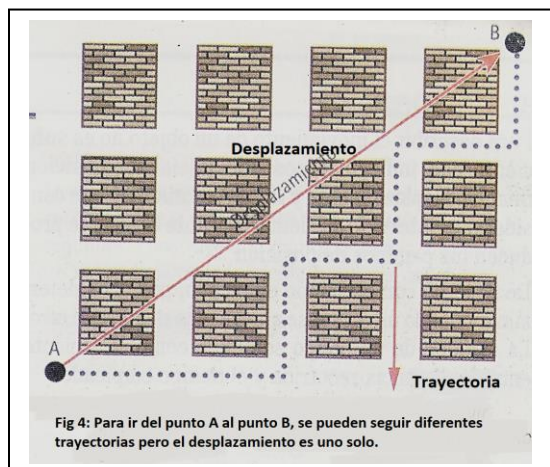 B
Desplazamiento
Desplazamiento
A
Trayectoria
Fig 4: Para ir del punto A al punto B, se pueden seguir diferentes
trayectorias pero el desplazamiento es uno solo.